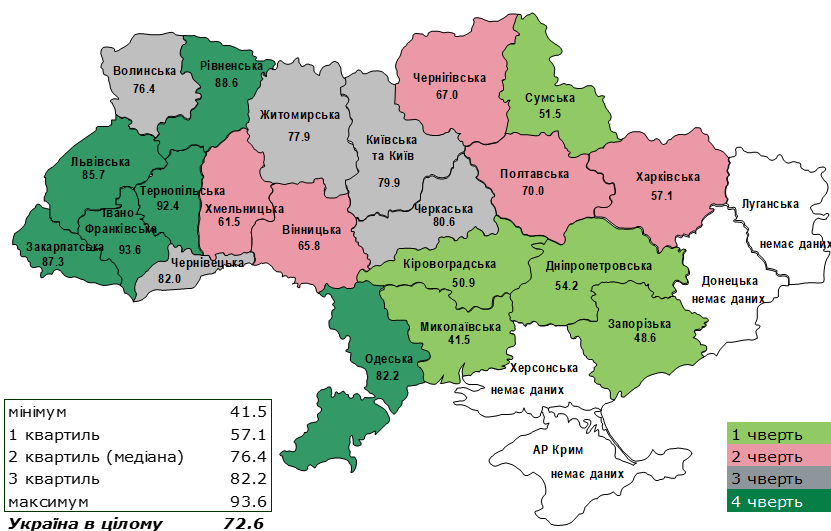 Волинська
76.4
Рівненська
88.6
Житомирська
77.9
Київська
та Київ
79.9
Чернігівська
67.0
Сумська
51.5
Львівська
85.7
Тернопільська
92.4
Хмельницька
61.5
Вінницька
65.8
Черкаська
80.6
Полтавська
70.0
Харківська
57.1
Луганська
немає даних
Івано-
Франківська
93.6
Закарпатська
87.3
Чернівецька
82.0
Кіровоградська
50.9
Дніпропетровська
54.2
Донецька
немає даних
Миколаївська
41.5
Запорізька
48.6
Одеська
82.2
Херсонська
немає даних
АР Крим
немає даних
мінімум 41.5
1 квартиль 57.1
2 квартиль (медіана) 76.4
3 квартиль 82.2
максимум 93.6
Україна в цілому 72.6
1 чверть
2 чверть
3 чверть
4 чверть